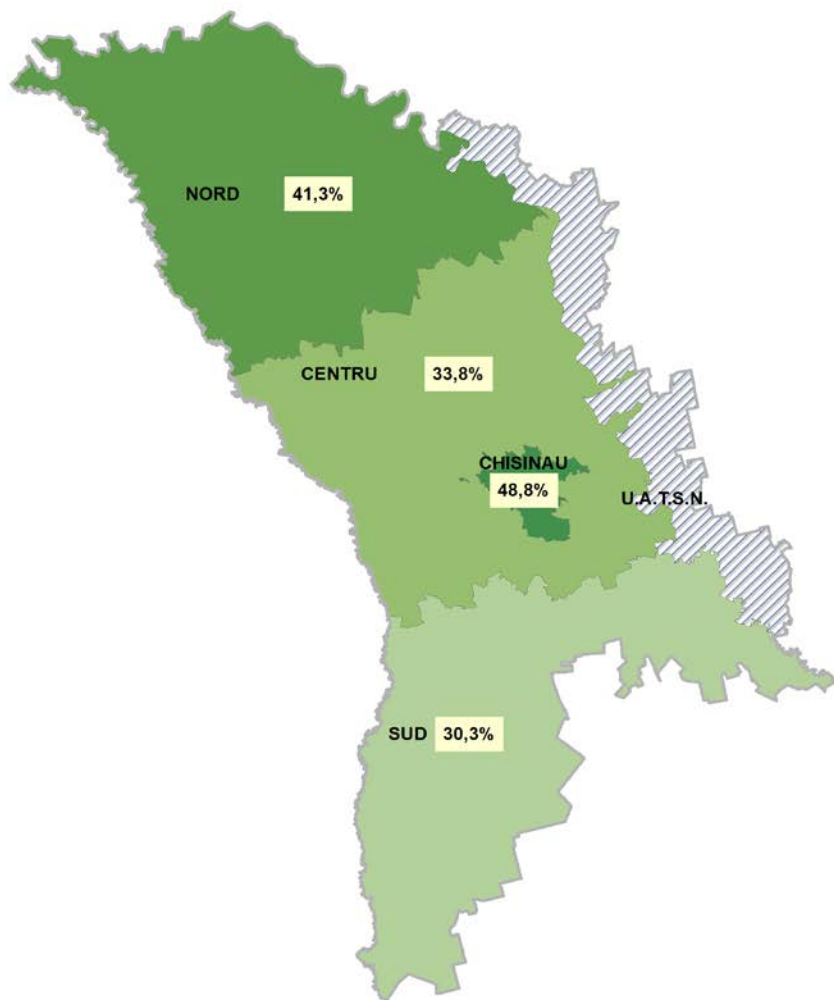 NORD 41,3%
CENTRU 33,8%
CHISINAU
48,8%
U.A.T.S.N.
SUD 30,3%